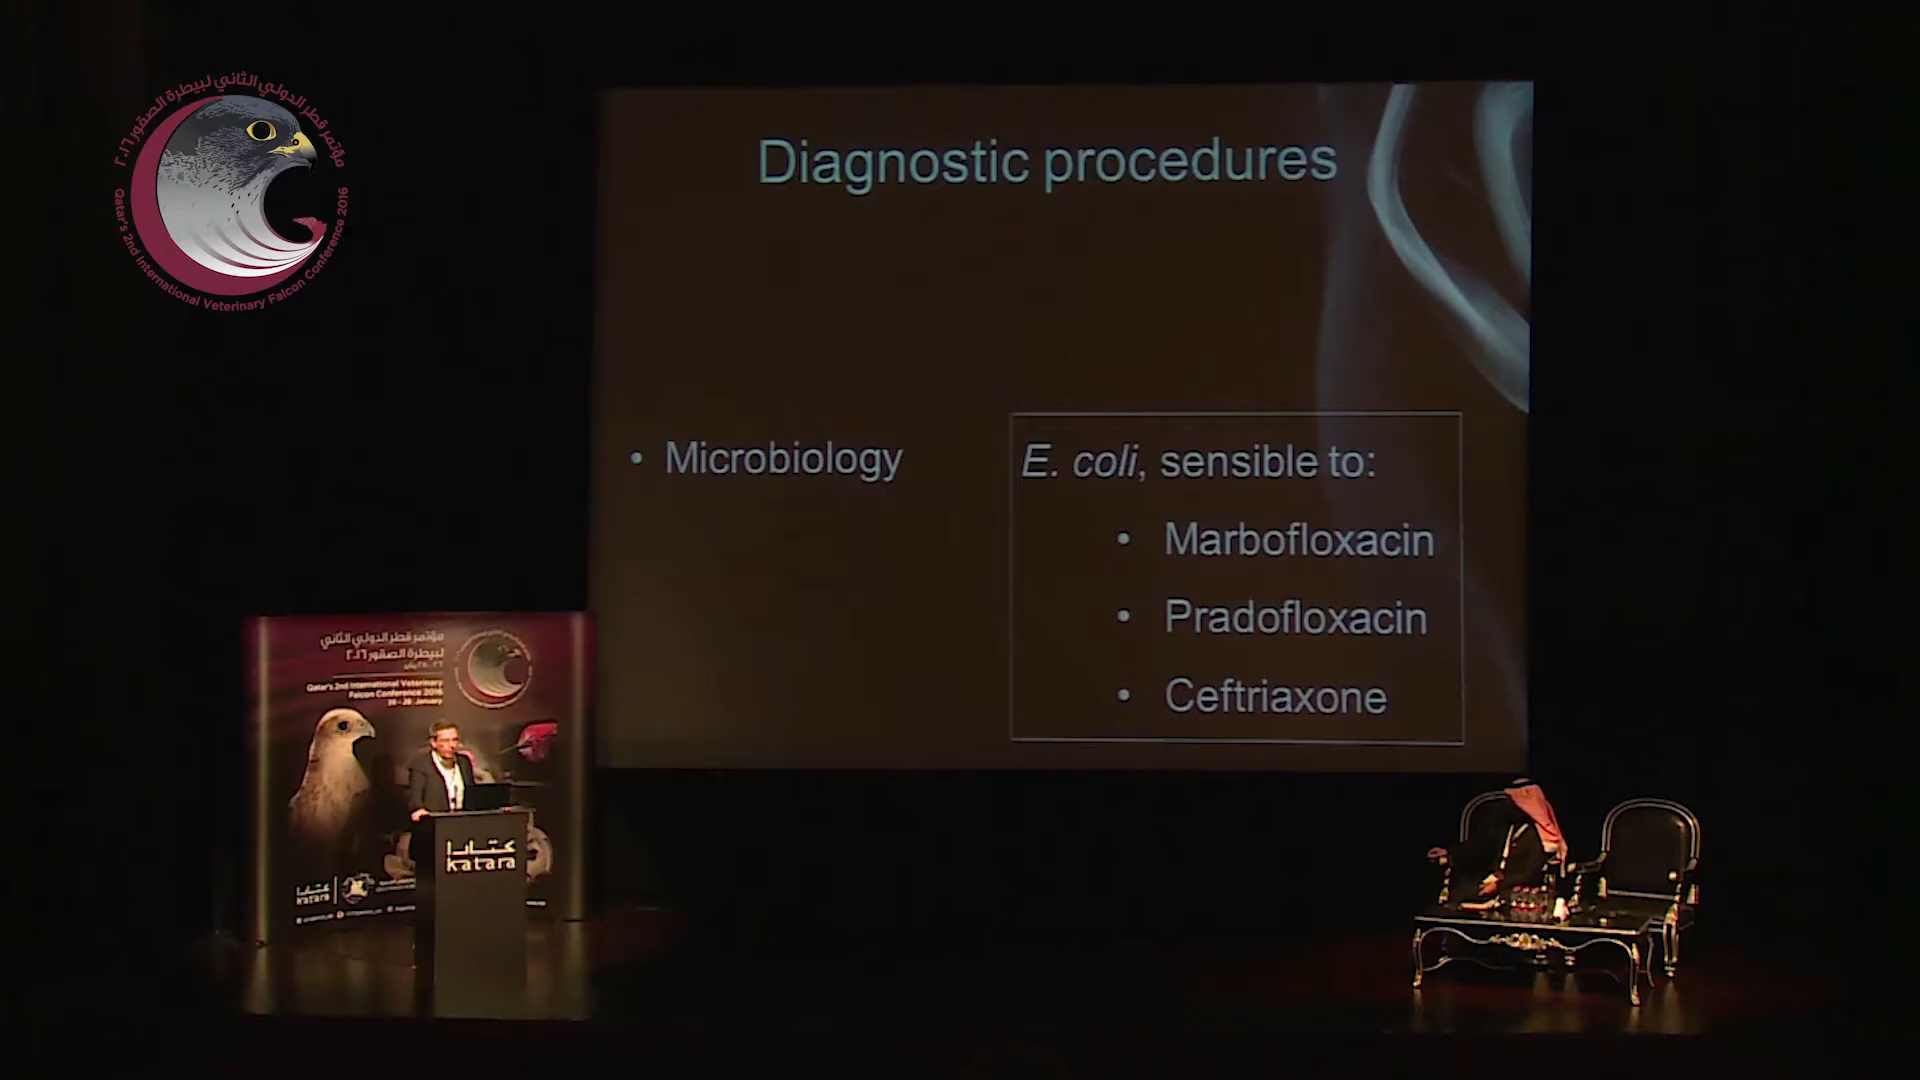 مؤتمر قطر الدولي الثاني لبيطرة الصقور ٢٠١٦
Qatar's 2nd International Veterinary Falcon Conference 2016
Diagnostic procedures
• Microbiology
E. coli, sensible to:
• Marbofloxacin
• Pradofloxacin
• Ceftriaxone
مؤتمر قطر الدولي الثاني
لبيطرة الصقور ٢٠١٦
Qatar's 2nd International Veterinary
Falcon Conference 2016
كتارا
katara
كتارا
katara